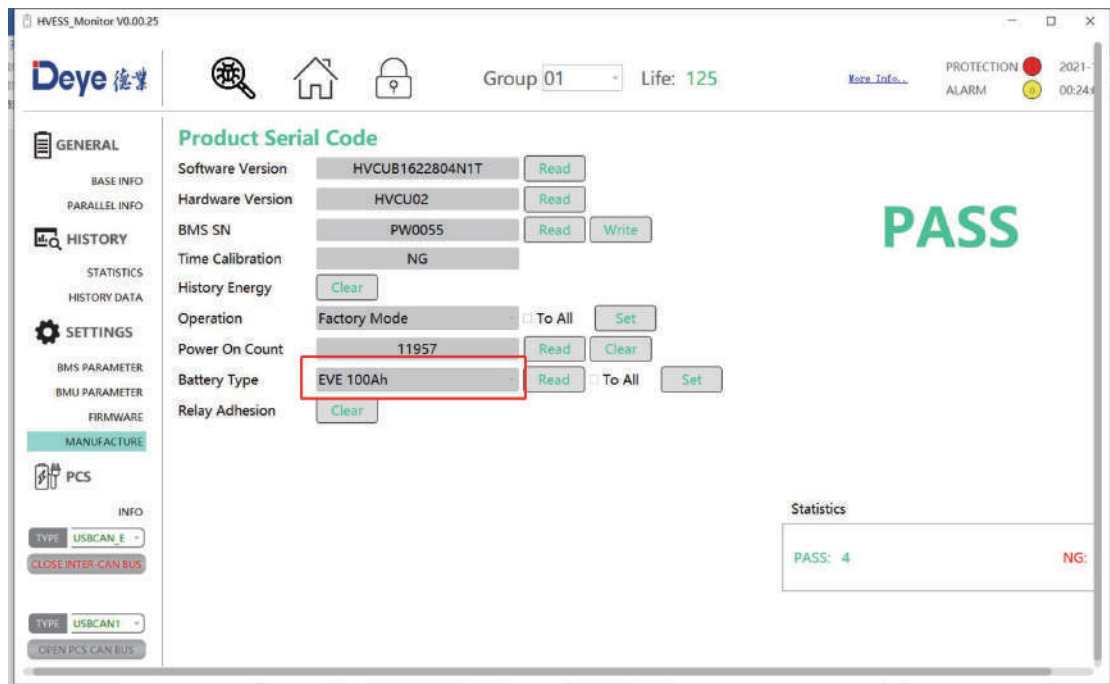 HVESS_Monitor V0.00.25
Deye 德业
Group 01 Life: 125
More Info...
PROTECTION
ALARM 0
2021-
00:24:
GENERAL
BASE INFO
PARALLEL INFO
HISTORY
STATISTICS
HISTORY DATA
SETTINGS
BMS PARAMETER
BMU PARAMETER
FIRMWARE
MANUFACTURE
PCS
INFO
TYPE USBCAN_E
CLOSE INTER-CAN BUS
TYPE USBCAN1
OPEN PCS CAN BUS
Product Serial Code
Software Version HVCUB1622804N1T Read
Hardware Version HVCU02 Read
BMS SN PW0055 Read Write
Time Calibration NG
History Energy Clear
Operation Factory Mode To All Set
Power On Count 11957 Read Clear
Battery Type EVE 100Ah Read To All Set
Relay Adhesion Clear
PASS
Statistics
PASS: 4 NG: